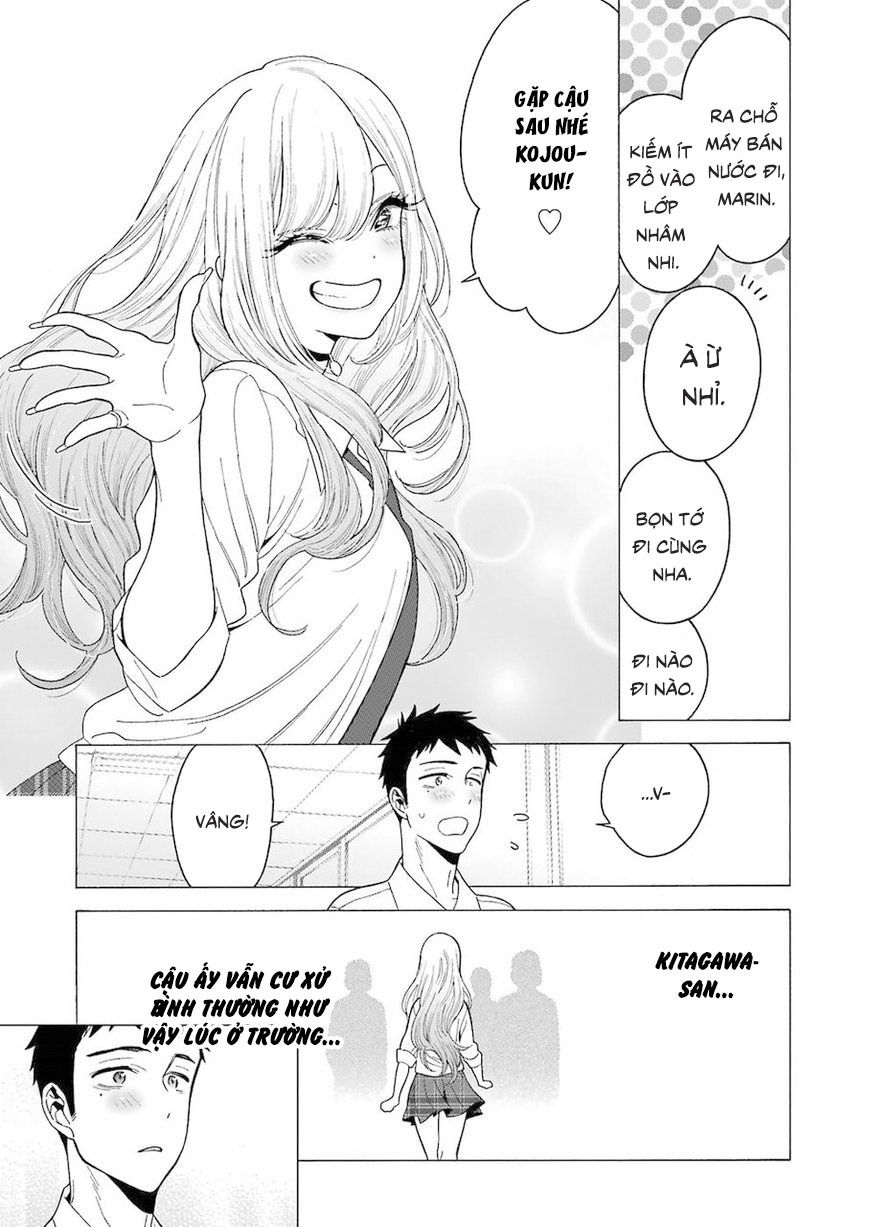 RA CHỖ
MÁY BÁN
NƯỚC ĐI,
MARIN.
KIẾM ÍT
ĐỒ VÀO
LỚP
NHÂM
NHI.
À Ừ
NHỈ.
BỌN TỚ
ĐI CÙNG
NHA.
ĐI NÀO
ĐI NÀO.
GẶP CẬU
SAU NHÉ
KOJOU-
KUN!
♡
...V-
VÂNG!
KITAGAWA-
SAN...
CẬU ẤY VẪN CƯ XỬ
BÌNH THƯỜNG NHƯ
VẬY LÚC Ở TRƯỜNG...